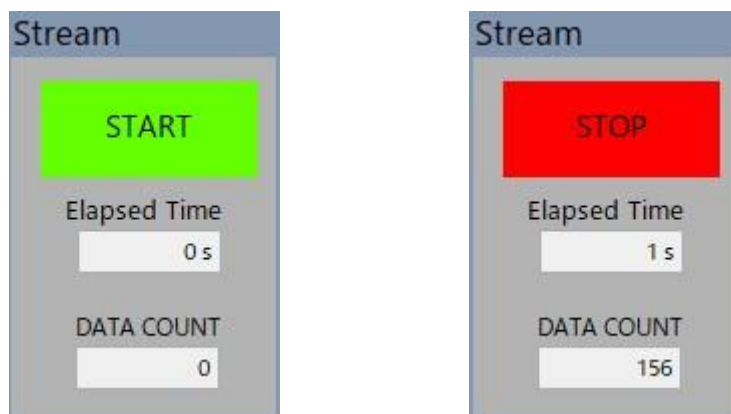 Stream
START
Elapsed Time
0 s
DATA COUNT
0
Stream
STOP
Elapsed Time
1 s
DATA COUNT
156